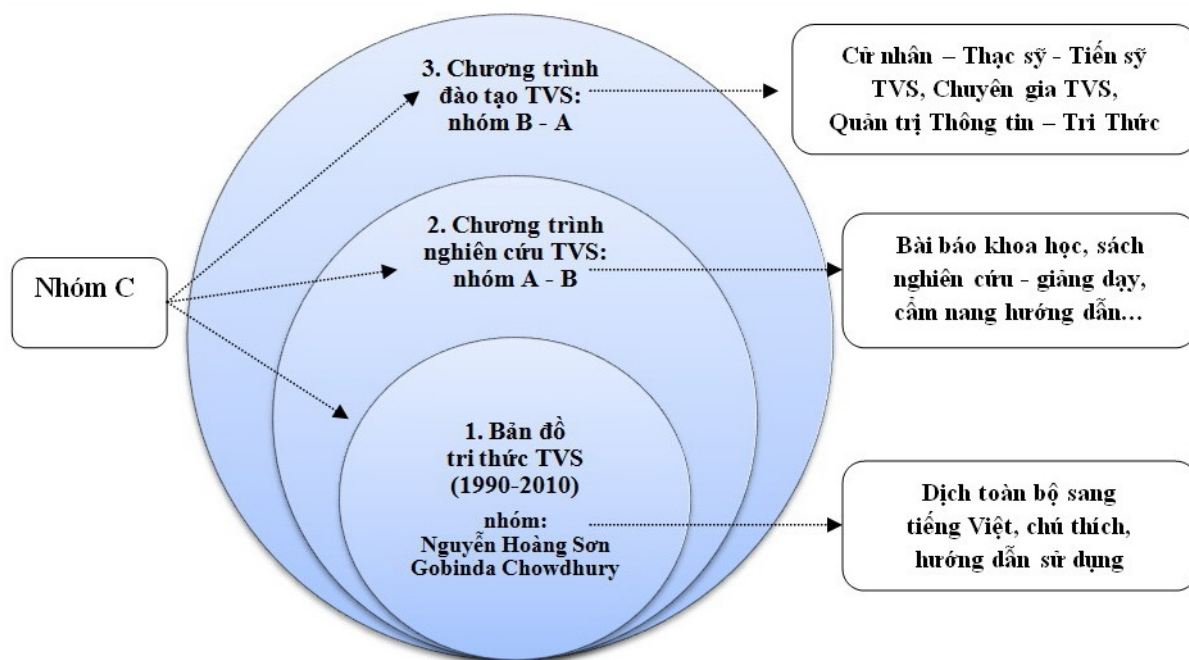 3. Chương trình
đào tạo TVS:
nhóm B - A
Cử nhân – Thạc sỹ - Tiến sỹ
TVS, Chuyên gia TVS,
Quản trị Thông tin – Tri Thức
Nhóm C
2. Chương trình
nghiên cứu TVS:
nhóm A - B
Bài báo khoa học, sách
nghiên cứu - giảng dạy,
cẩm nang hướng dẫn...
1. Bản đồ
tri thức TVS
(1990-2010)
nhóm:
Nguyễn Hoàng Sơn
Gobinda Chowdhury
Dịch toàn bộ sang
tiếng Việt, chú thích,
hướng dẫn sử dụng